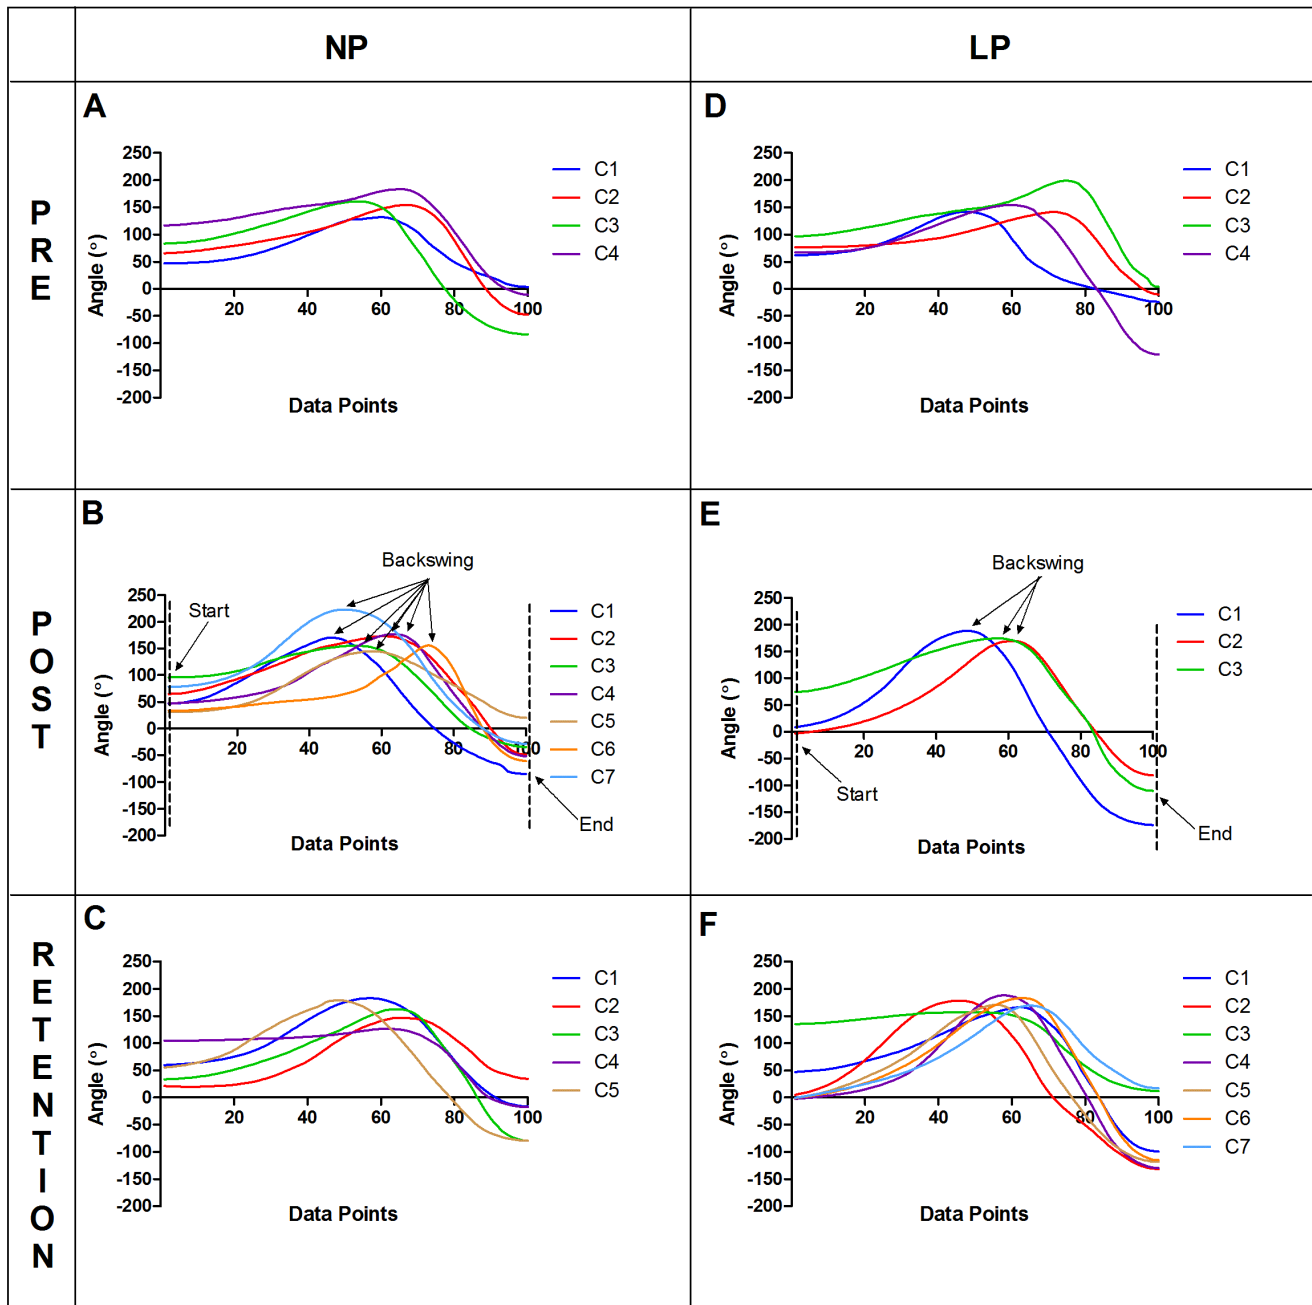 NP
LP
PRE
A
250
200
150
100
50
0
-50
-100
-150
-200
20
40
60
80
100
Angle (°)
Data Points
C1
C2
C3
C4
D
250
200
150
100
50
0
-50
-100
-150
-200
20
40
60
80
100
Angle (°)
Data Points
C1
C2
C3
C4
POST
B
Backswing
Start
End
250
200
150
100
50
0
-50
-100
-150
-200
20
40
60
80
100
Angle (°)
Data Points
C1
C2
C3
C4
C5
C6
C7
E
Backswing
Start
End
250
200
150
100
50
0
-50
-100
-150
-200
20
40
60
80
100
Angle (°)
Data Points
C1
C2
C3
RETENTION
C
250
200
150
100
50
0
-50
-100
-150
-200
20
40
60
80
100
Angle (°)
Data Points
C1
C2
C3
C4
C5
F
250
200
150
100
50
0
-50
-100
-150
-200
20
40
60
80
100
Angle (°)
Data Points
C1
C2
C3
C4
C5
C6
C7